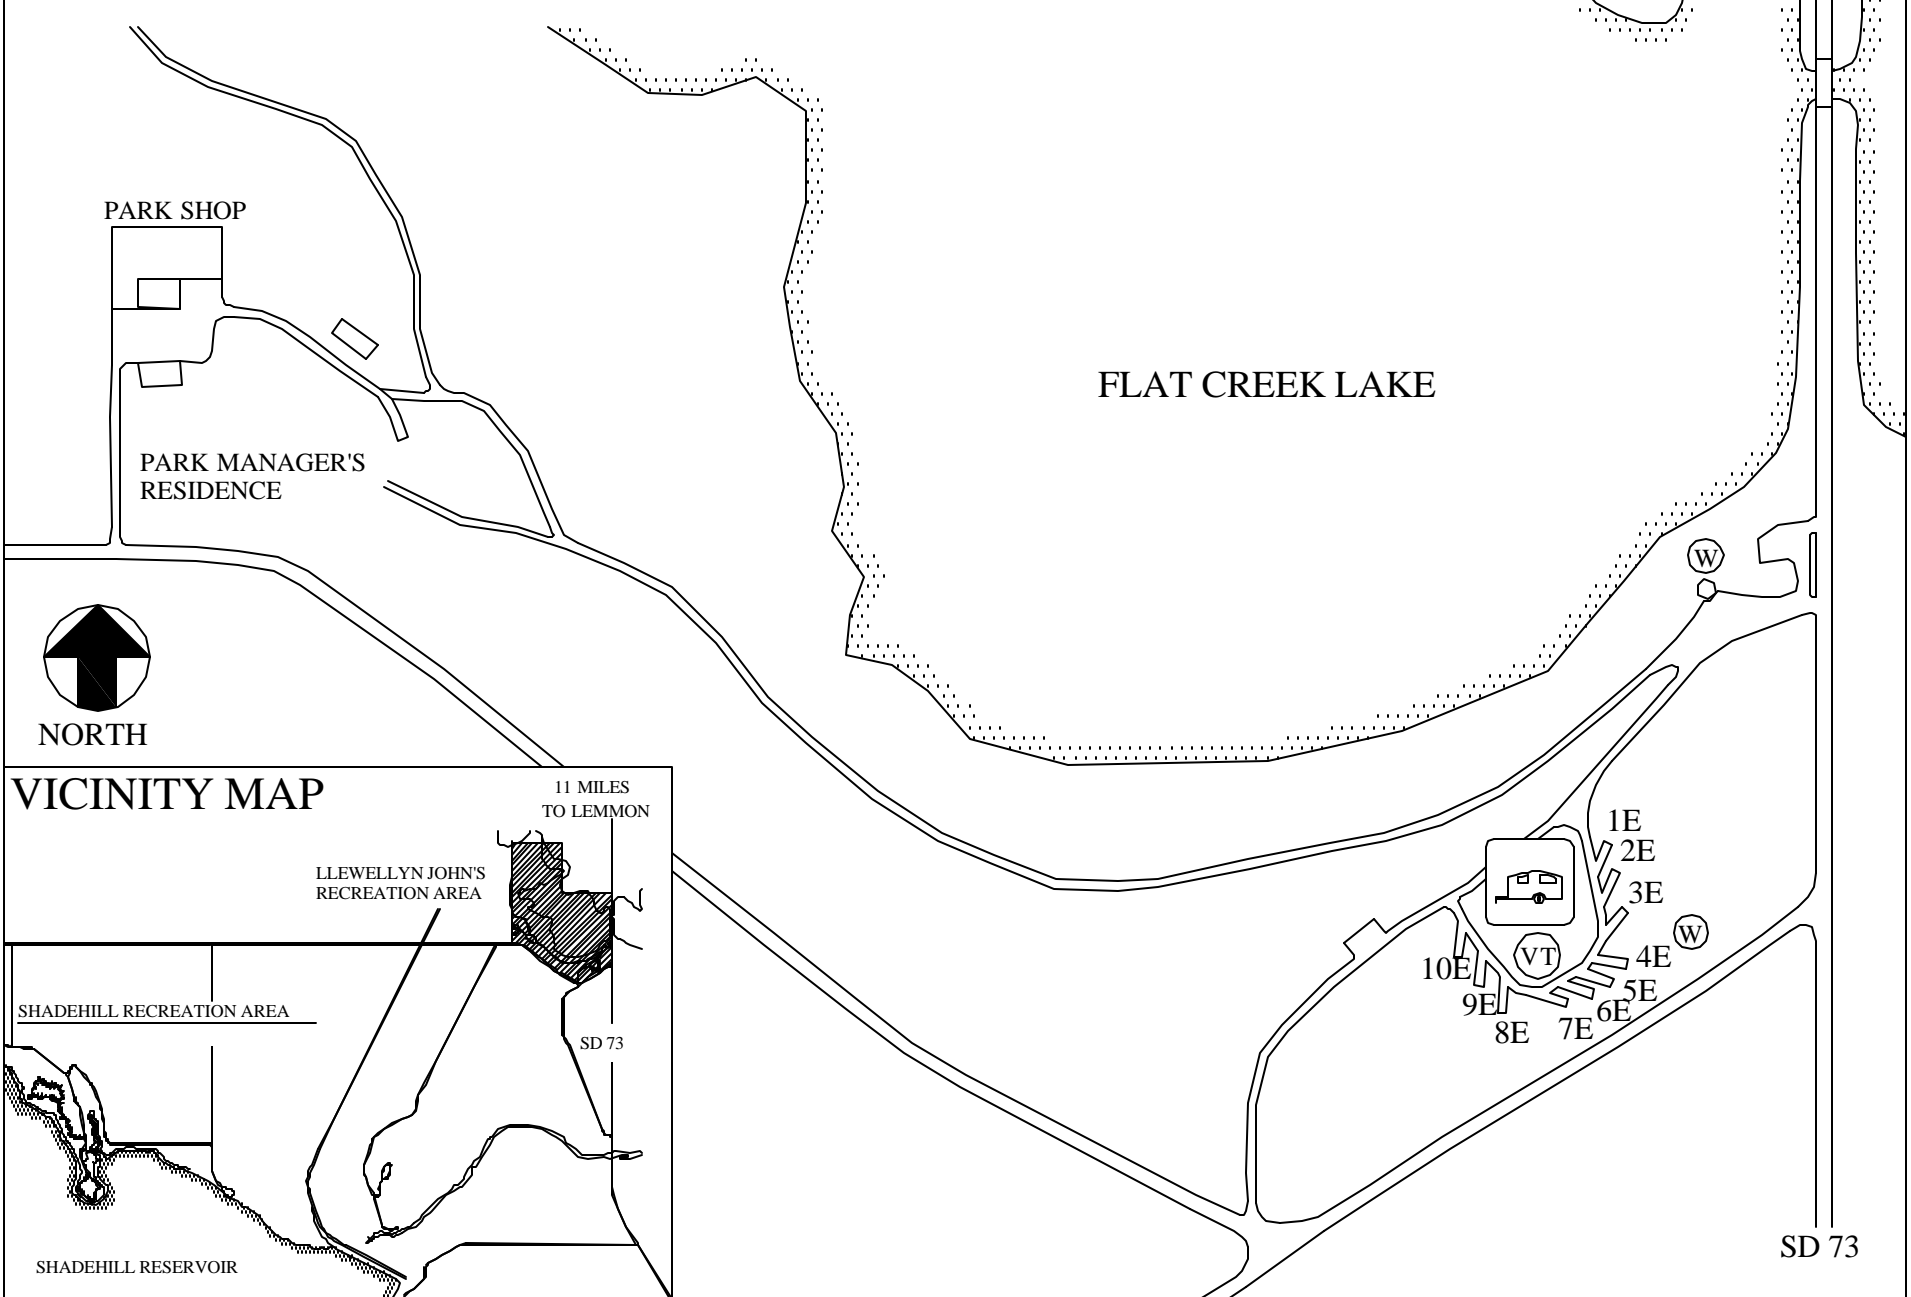 PARK SHOP
FLAT CREEK LAKE
PARK MANAGER'S
RESIDENCE
W
NORTH
VICINITY MAP
11 MILES
TO LEMMON
LLEWELLYN JOHN'S
RECREATION AREA
SHADEHILL RECREATION AREA
SD 73
SHADEHILL RESERVOIR
1E
2E
3E
W
4E
VT
10E
5E
9E
6E
7E
8E
SD 73